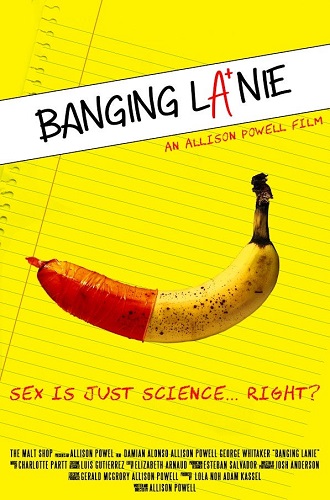 BANGING LA+NIE
AN ALLISON POWELL FILM
SEX IS JUST SCIENCE... RIGHT?
THE MALT SHOP ALLISON POWEL DAMIAN ALONSO ALLISON POWELL GEORGE WHITAKER "BANGING LANIE"
CHARLOTTE PARTT LUIS GUTIERREZ ELIZABETH ARNAUD ESTEBAN SALVADOR JOSH ANDERSON
GERALD MCGRORY ALLISON POWELL LOLA NOH ADAM KASSEL
ALLISON POWELL